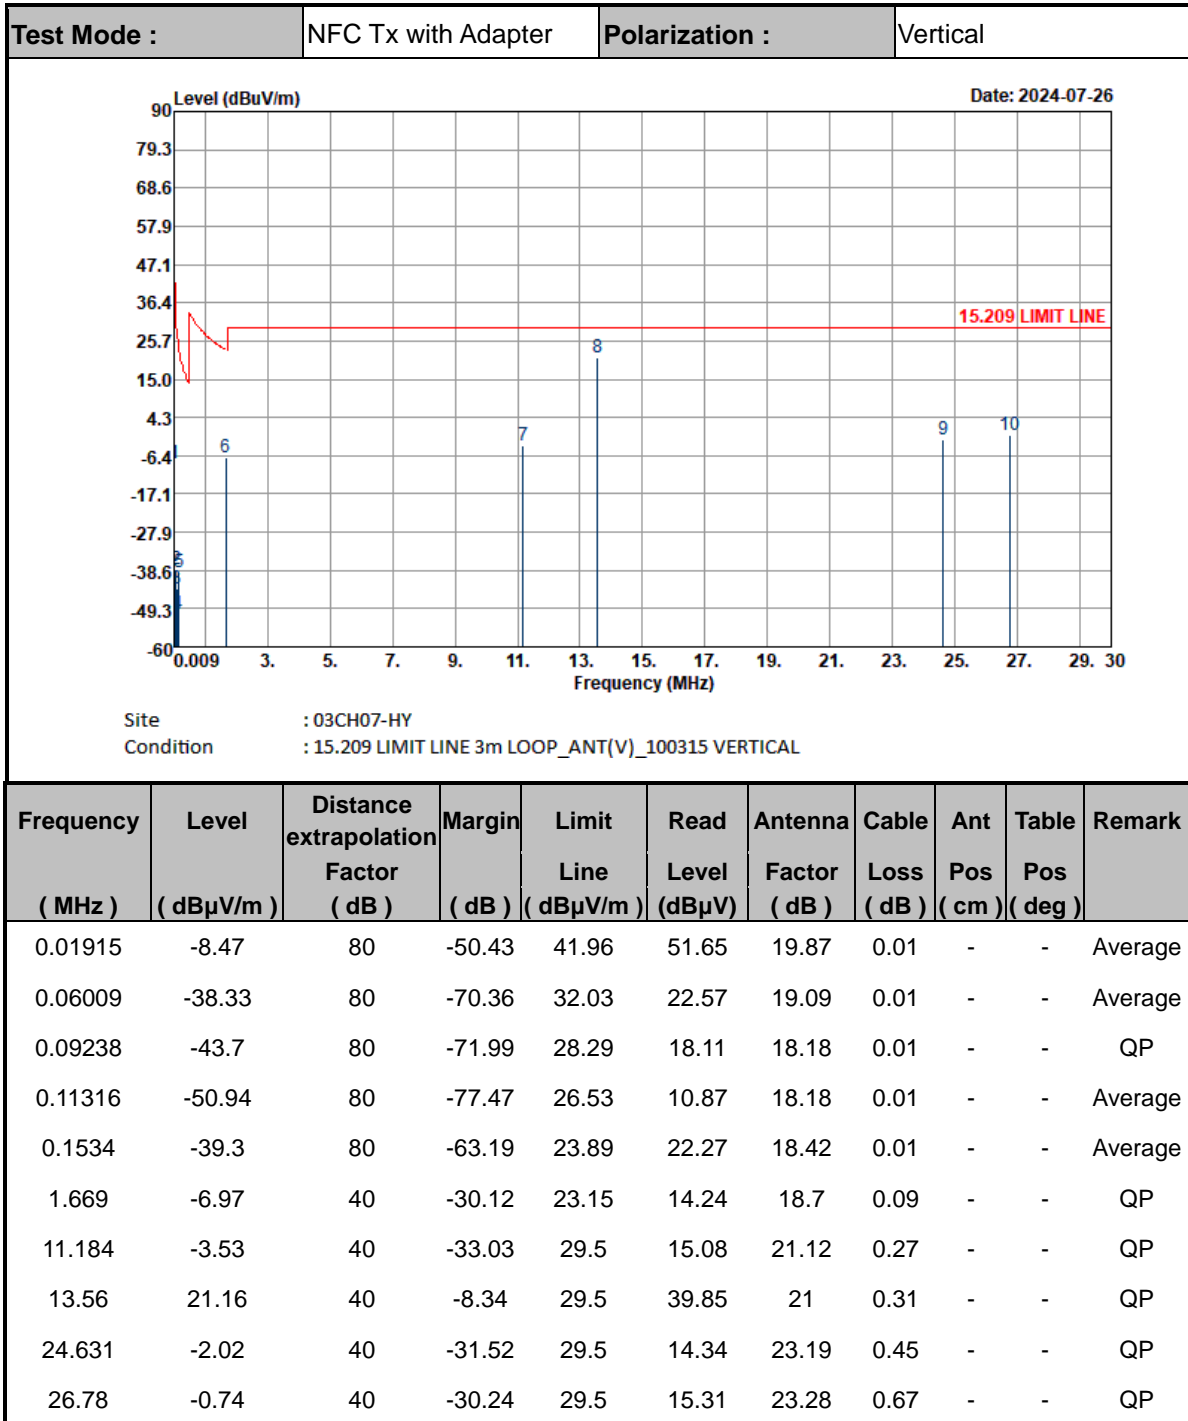 Test Mode : NFC Tx with Adapter Polarization : Vertical
Level (dBuV/m) Date: 2024-07-26
90
79.3
68.6
57.9
47.1
36.4
15.209 LIMIT LINE
25.7
8
15.0
4.3
10
9
7
6
1
-6.4
-17.1
-27.9
2
5
-38.6
3
4
-49.3
-60
0.009 3. 5. 7. 9. 11. 13. 15. 17. 19. 21. 23. 25. 27. 29. 30
Frequency (MHz)
Site : 03CH07-HY
Condition : 15.209 LIMIT LINE 3m LOOP_ANT(V)_100315 VERTICAL
Frequency Level Distance extrapolation Margin Limit Read Antenna Cable Ant Table Remark
Factor Line Level Factor Loss Pos Pos
( MHz ) ( dBµV/m ) ( dB ) ( dB ) ( dBµV/m ) (dBµV) ( dB ) ( dB ) ( cm ) ( deg )
0.01915 -8.47 80 -50.43 41.96 51.65 19.87 0.01 - - Average
0.06009 -38.33 80 -70.36 32.03 22.57 19.09 0.01 - - Average
0.09238 -43.7 80 -71.99 28.29 18.11 18.18 0.01 - - QP
0.11316 -50.94 80 -77.47 26.53 10.87 18.18 0.01 - - Average
0.1534 -39.3 80 -63.19 23.89 22.27 18.42 0.01 - - Average
1.669 -6.97 40 -30.12 23.15 14.24 18.7 0.09 - - QP
11.184 -3.53 40 -33.03 29.5 15.08 21.12 0.27 - - QP
13.56 21.16 40 -8.34 29.5 39.85 21 0.31 - - QP
24.631 -2.02 40 -31.52 29.5 14.34 23.19 0.45 - - QP
26.78 -0.74 40 -30.24 29.5 15.31 23.28 0.67 - - QP